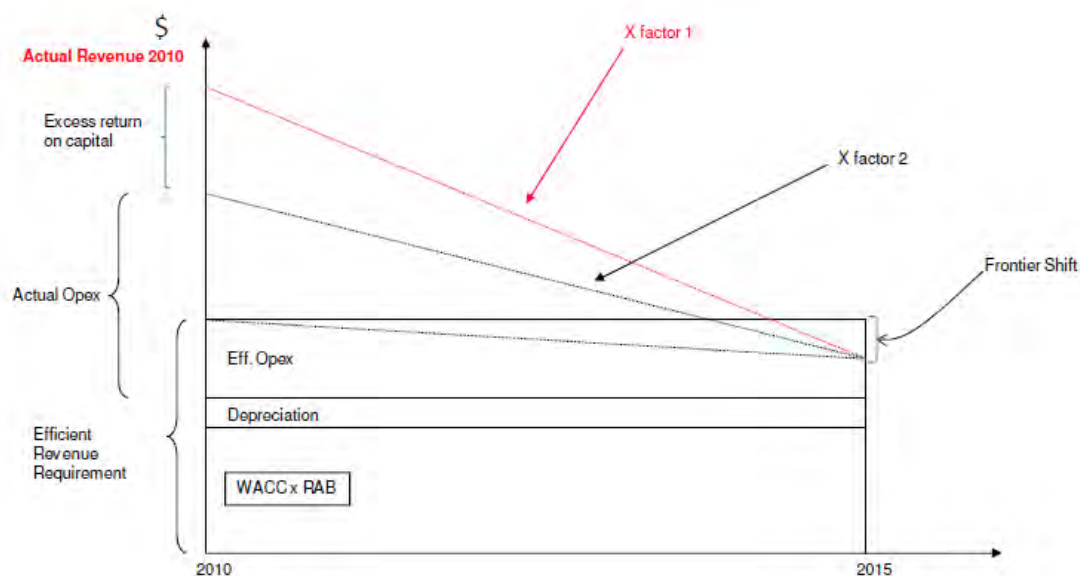 $
Actual Revenue 2010
X factor 1
Excess return
on capital
X factor 2
Frontier Shift
Actual Opex
Eff. Opex
Depreciation
Efficient
Revenue
Requirement
WACC x RAB
2010
2015